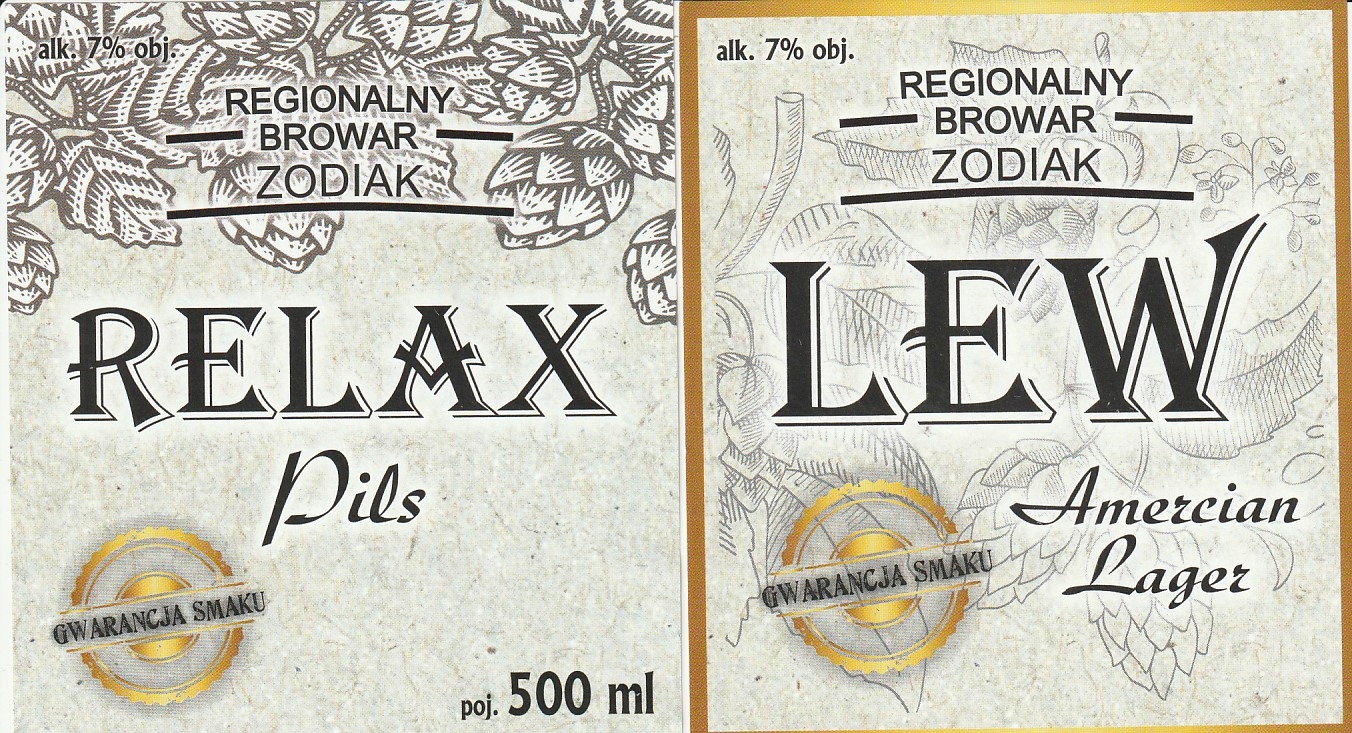 alk. 7% obj.
REGIONALNY
BROWAR
ZODIAK
RELAX
Pils
GWARANCJA SMAKU
poj. 500 ml
alk. 7% obj.
REGIONALNY
BROWAR
ZODIAK
LEW
Amercian
Lager
GWARANCJA SMAKU